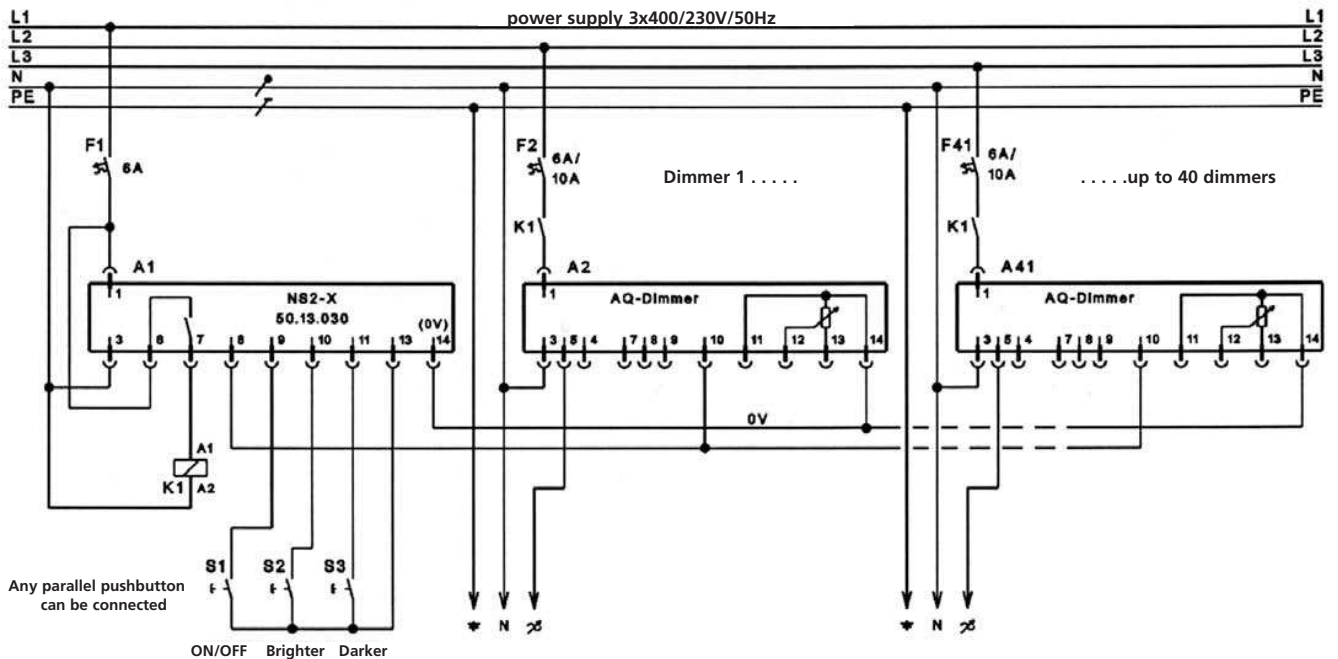 power supply 3x400/230V/50Hz
L1 L1
L2 L2
L3 L3
N N
PE PE
F1 6A
F2 6A/
10A
Dimmer 1 . . . . .
F41 6A/
10A
. . . . .up to 40 dimmers
K1
K1
A1
A2
A41
1 NS2-X
50.13.030
(0V)
3 6 7 8 9 10 11 13 14
1 AQ-Dimmer
3 5 4 7 8 9 10 11 12 13 14
1 AQ-Dimmer
3 5 4 7 8 9 10 11 12 13 14
0V
A1
K1 A2
S1 S2 S3
Any parallel pushbutton
can be connected
N
N
ON/OFF Brighter Darker